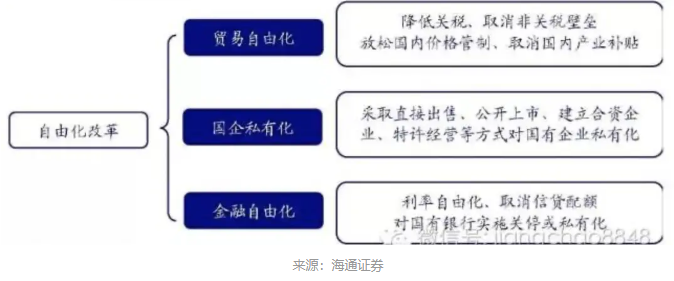 贸易自由化
降低关税、取消非关税壁垒
放松国内价格管制、取消国内产业补贴
自由化改革
国企私有化
采取直接出售、公开上市、建立合资企
业、特许经营等方式对国有企业私有化
金融自由化
利率自由化、取消信贷配额
对国有银行实施关停或私有化
微信号: jiangchao8848
来源：海通证券